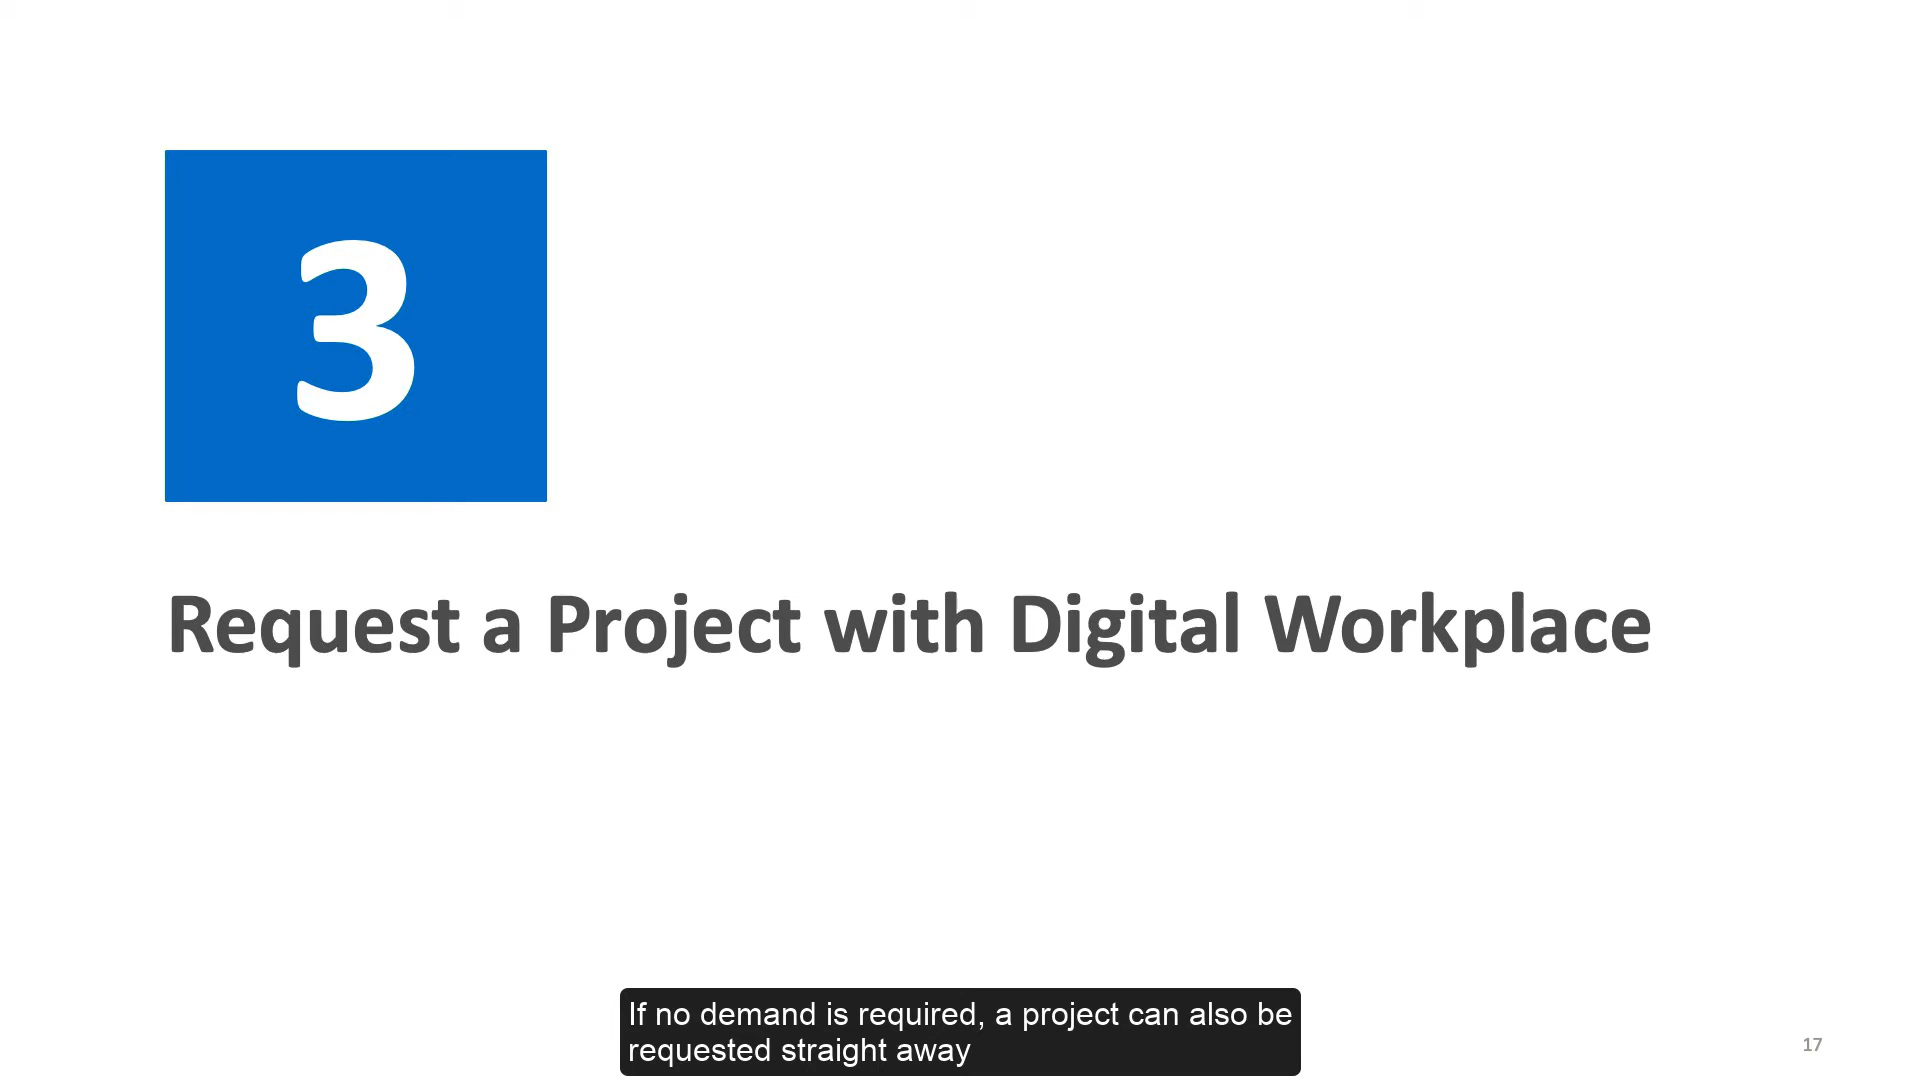 3
Request a Project with Digital Workplace
If no demand is required, a project can also be
requested straight away
17